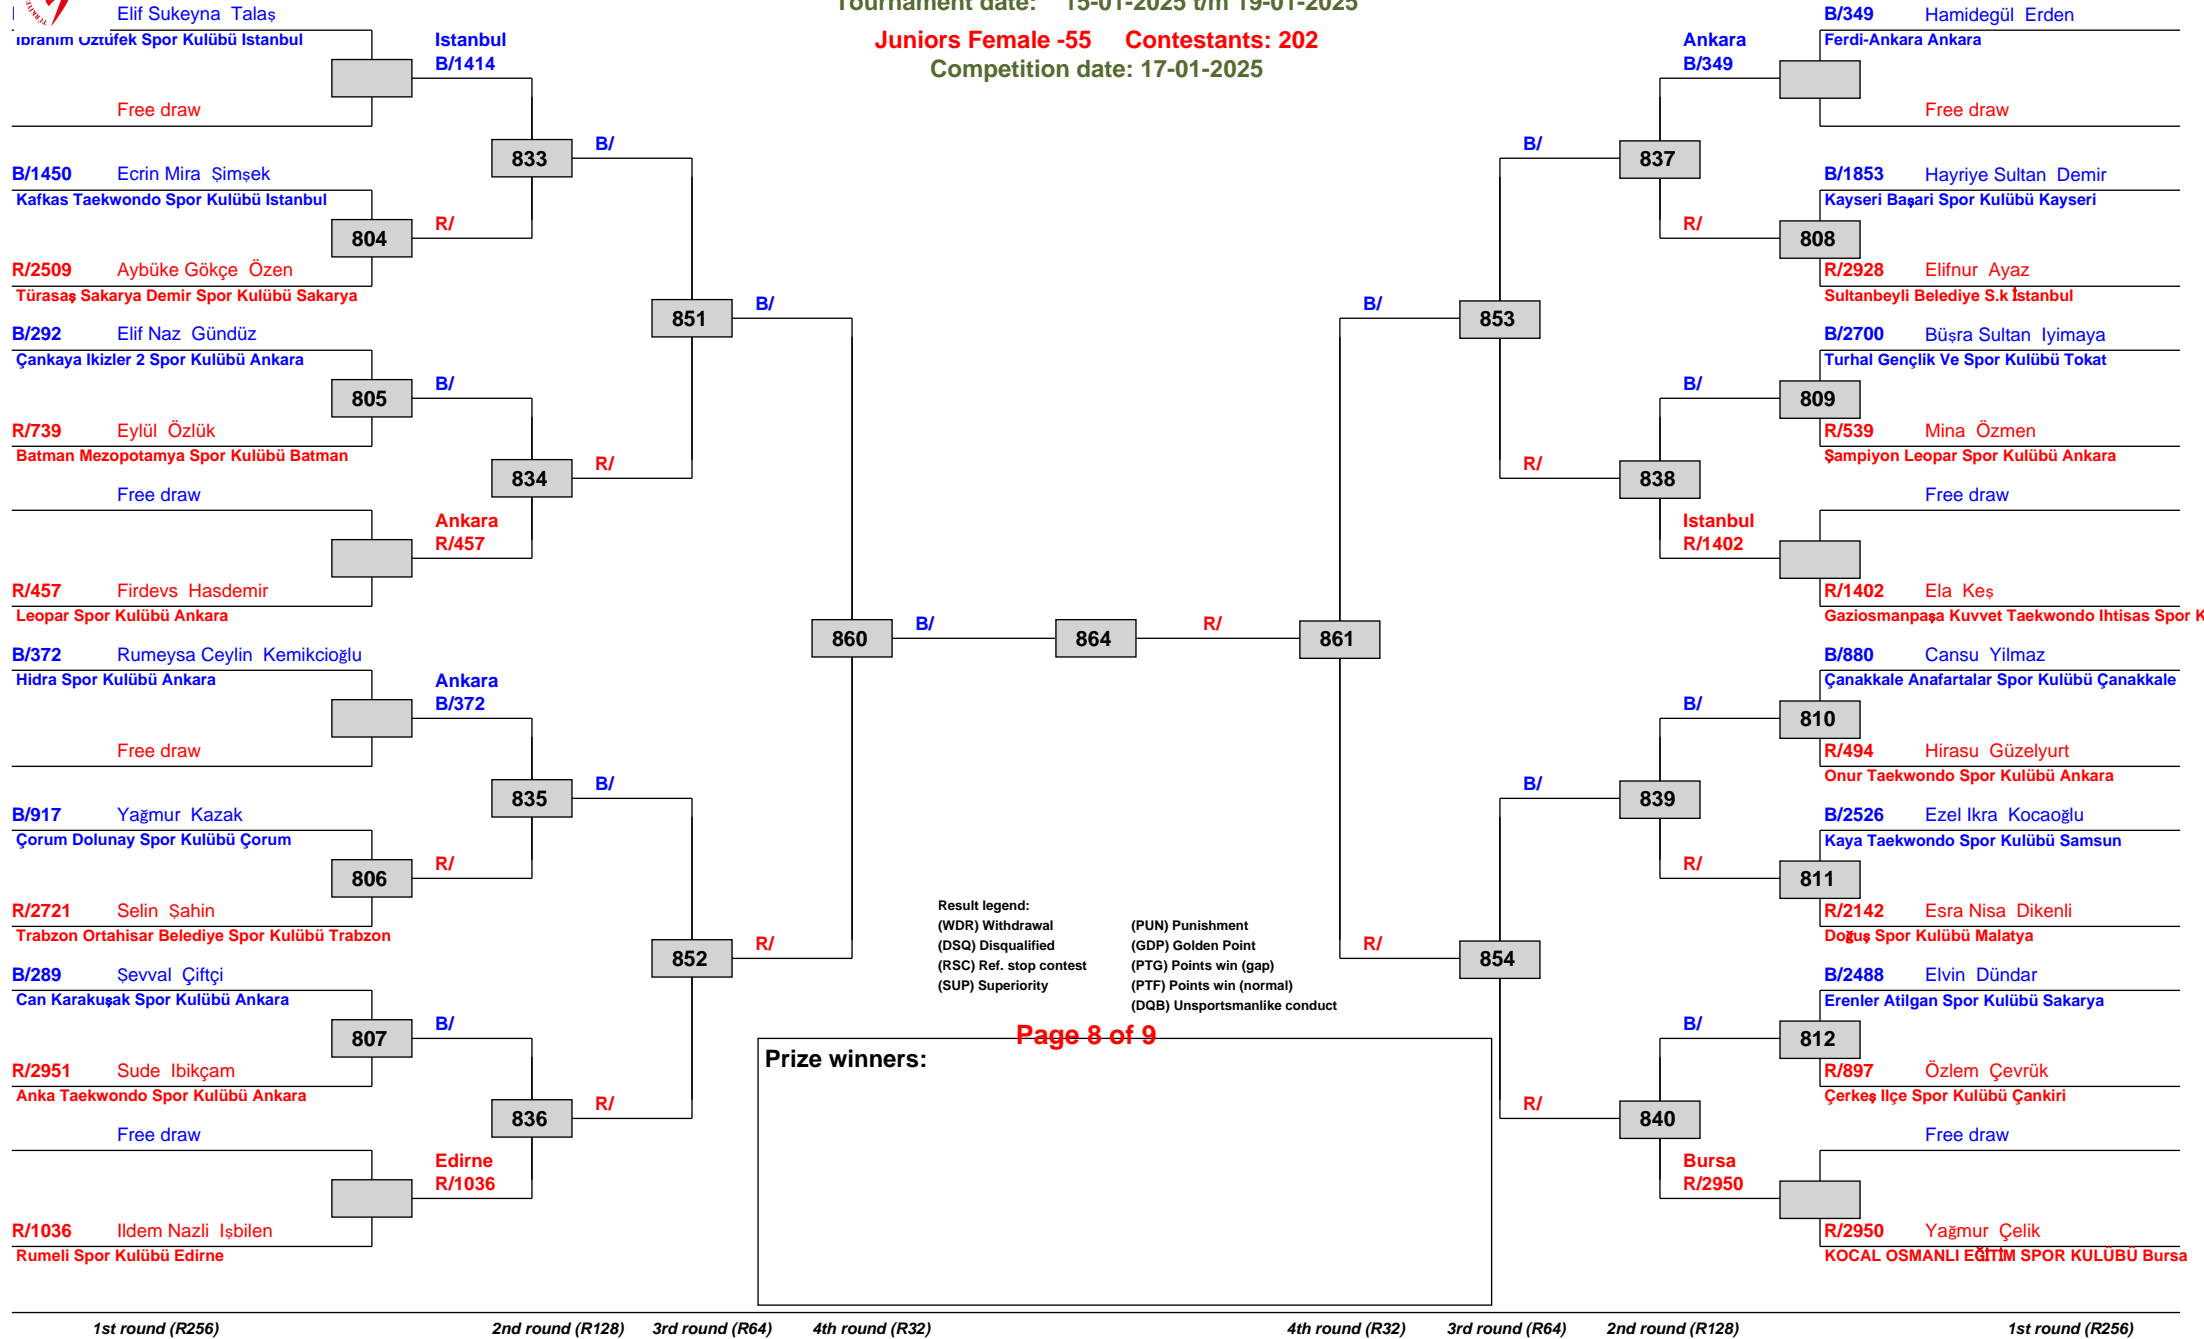 Tournament date: 15-01-2025 t/m 19-01-2025
Juniors Female -55 Contestants: 202
Competition date: 17-01-2025
Elif Sukeyna Talaş
Ibrahim Öztüfek Spor Kulübü Istanbul
Istanbul
B/1414
Free draw
833
B/
B/1450 Ecrin Mira Şimşek
Kafkas Taekwondo Spor Kulübü Istanbul
804
R/
R/2509 Aybüke Gökçe Özen
Türasaş Sakarya Demir Spor Kulübü Sakarya
851
B/
B/292 Elif Naz Gündüz
Çankaya Ikizler 2 Spor Kulübü Ankara
805
B/
R/739 Eylül Özlük
Batman Mezopotamya Spor Kulübü Batman
834
R/
Free draw
Ankara
R/457
R/457 Firdevs Hasdemir
Leopar Spor Kulübü Ankara
860
B/
864
R/
861
B/372 Rumeysa Ceylin Kemikcioğlu
Hidra Spor Kulübü Ankara
Ankara
B/372
Free draw
835
B/
B/917 Yağmur Kazak
Çorum Dolunay Spor Kulübü Çorum
806
R/
R/2721 Selin Şahin
Trabzon Ortahisar Belediye Spor Kulübü Trabzon
852
R/
B/289 Şevval Çiftçi
Can Karakuşak Spor Kulübü Ankara
807
B/
R/2951 Sude Ibikçam
Anka Taekwondo Spor Kulübü Ankara
836
R/
Free draw
Edirne
R/1036
R/1036 Ildem Nazli Işbilen
Rumeli Spor Kulübü Edirne
B/349 Hamidegül Erden
Ferdi-Ankara Ankara
Ankara
B/349
Free draw
B/
837
B/1853 Hayriye Sultan Demir
Kayseri Başari Spor Kulübü Kayseri
R/
808
R/2928 Elifnur Ayaz
Sultanbeyli Belediye S.k İstanbul
B/
853
B/2700 Büşra Sultan Iyimaya
Turhal Gençlik Ve Spor Kulübü Tokat
B/
809
R/539 Mina Özmen
Şampiyon Leopar Spor Kulübü Ankara
R/
838
Free draw
Istanbul
R/1402
R/1402 Ela Keş
Gaziosmanpaşa Kuvvet Taekwondo Ihtisas Spor K
B/880 Cansu Yilmaz
Çanakkale Anafartalar Spor Kulübü Çanakkale
B/
810
R/494 Hirasu Güzelyurt
Onur Taekwondo Spor Kulübü Ankara
B/
839
B/2526 Ezel Ikra Kocaoğlu
Kaya Taekwondo Spor Kulübü Samsun
R/
811
R/2142 Esra Nisa Dikenli
Doğuş Spor Kulübü Malatya
R/
854
B/2488 Elvin Dündar
Erenler Atilgan Spor Kulübü Sakarya
B/
812
R/897 Özlem Çevrük
Çerkeş Ilçe Spor Kulübü Çankiri
R/
840
Free draw
Bursa
R/2950
R/2950 Yağmur Çelik
KOCAL OSMANLI EĞİTİM SPOR KULÜBÜ Bursa
Result legend:
(WDR) Withdrawal (PUN) Punishment
(DSQ) Disqualified (GDP) Golden Point
(RSC) Ref. stop contest (PTG) Points win (gap)
(SUP) Superiority (PTF) Points win (normal)
(DQB) Unsportsmanlike conduct
Page 8 of 9
Prize winners:
1st round (R256) 2nd round (R128) 3rd round (R64) 4th round (R32) 4th round (R32) 3rd round (R64) 2nd round (R128) 1st round (R256)